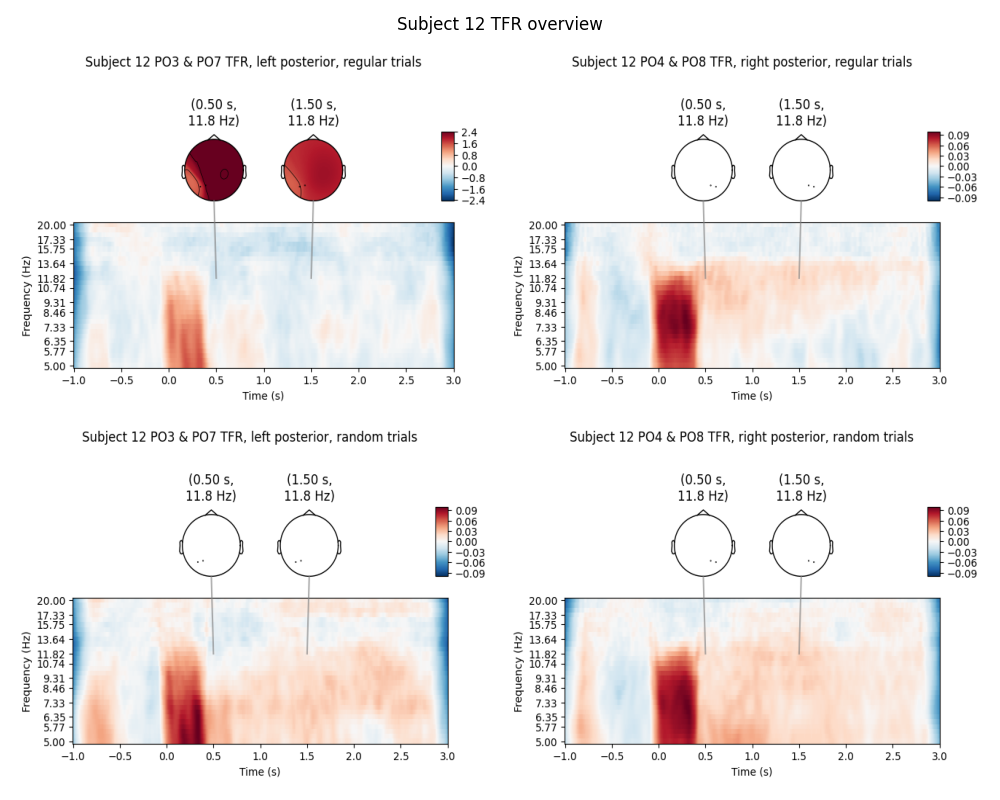 Subject 12 TFR overview
Subject 12 PO3 & PO7 TFR, left posterior, regular trials
(0.50 s,
11.8 Hz)
(1.50 s,
11.8 Hz)
2.4
1.6
0.8
0.0
−0.8
−1.6
−2.4
Frequency (Hz)
20.00
17.33
15.75
13.64
11.82
10.74
9.31
8.46
7.33
6.35
5.77
5.00
−1.0 −0.5 0.0 0.5 1.0 1.5 2.0 2.5 3.0
Time (s)
Subject 12 PO4 & PO8 TFR, right posterior, regular trials
(0.50 s,
11.8 Hz)
(1.50 s,
11.8 Hz)
0.09
0.06
0.03
0.00
−0.03
−0.06
−0.09
Frequency (Hz)
20.00
17.33
15.75
13.64
11.82
10.74
9.31
8.46
7.33
6.35
5.77
5.00
−1.0 −0.5 0.0 0.5 1.0 1.5 2.0 2.5 3.0
Time (s)
Subject 12 PO3 & PO7 TFR, left posterior, random trials
(0.50 s,
11.8 Hz)
(1.50 s,
11.8 Hz)
0.09
0.06
0.03
0.00
−0.03
−0.06
−0.09
Frequency (Hz)
20.00
17.33
15.75
13.64
11.82
10.74
9.31
8.46
7.33
6.35
5.77
5.00
−1.0 −0.5 0.0 0.5 1.0 1.5 2.0 2.5 3.0
Time (s)
Subject 12 PO4 & PO8 TFR, right posterior, random trials
(0.50 s,
11.8 Hz)
(1.50 s,
11.8 Hz)
0.09
0.06
0.03
0.00
−0.03
−0.06
−0.09
Frequency (Hz)
20.00
17.33
15.75
13.64
11.82
10.74
9.31
8.46
7.33
6.35
5.77
5.00
−1.0 −0.5 0.0 0.5 1.0 1.5 2.0 2.5 3.0
Time (s)